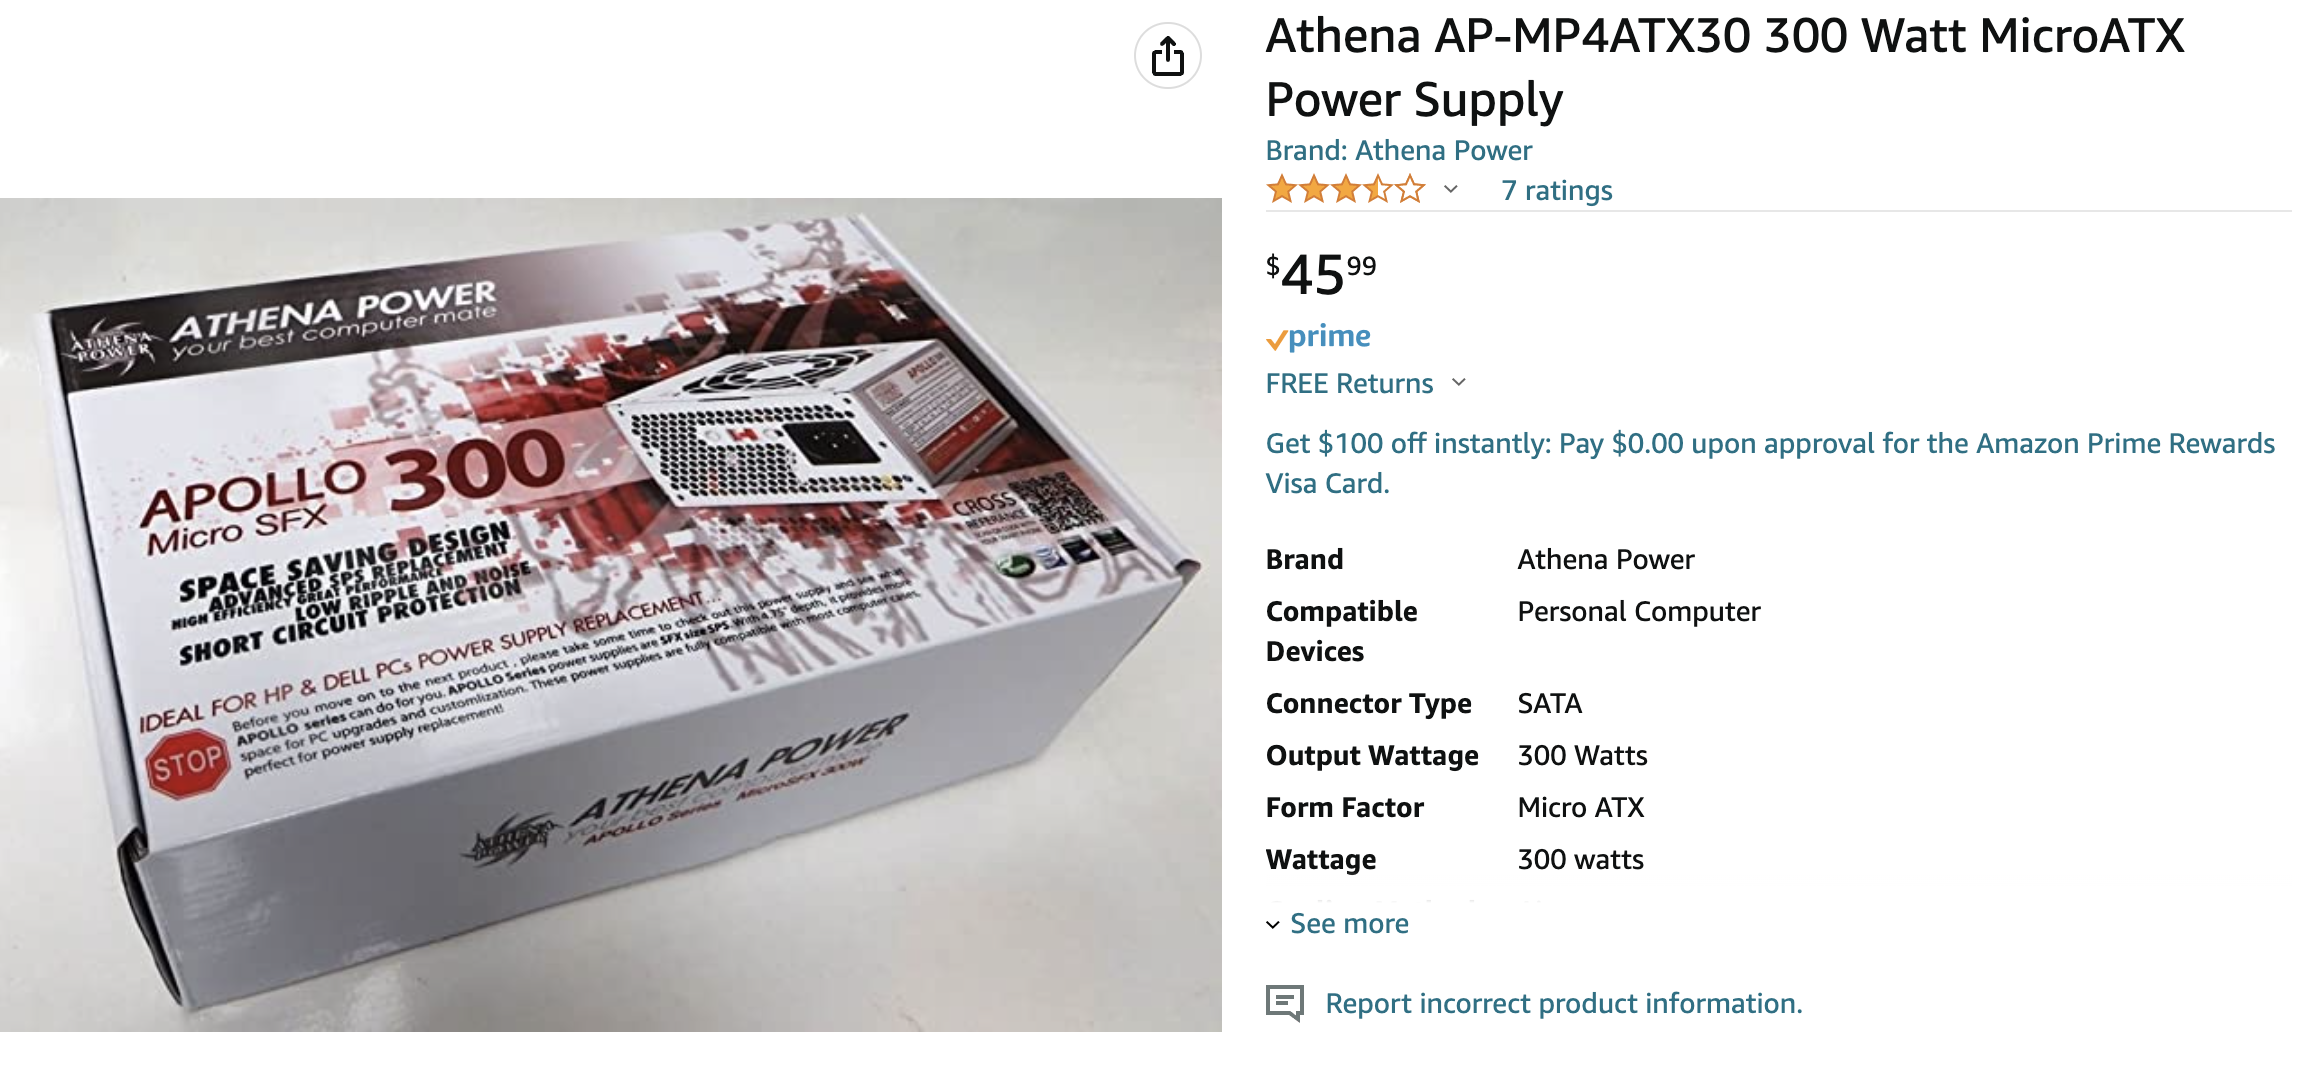 Athena AP-MP4ATX30 300 Watt MicroATX
Power Supply
Brand: Athena Power
7 ratings
$45 99
prime
FREE Returns
Get $100 off instantly: Pay $0.00 upon approval for the Amazon Prime Rewards
Visa Card.
Brand Athena Power
Compatible Devices Personal Computer
Connector Type SATA
Output Wattage 300 Watts
Form Factor Micro ATX
Wattage 300 watts
See more
Report incorrect product information.
ATHENA POWER
ATHENA POWER
your best computer mate
APOLLO 300
Micro SFX
SPACE SAVING DESIGN
ADVANCED SPS REPLACEMENT
HIGH EFFICIENCY GREAT PERFORMANCE
LOW RIPPLE AND NOISE
SHORT CIRCUIT PROTECTION
CROSS
REFERANCE
IDEAL FOR HP & DELL PCs POWER SUPPLY REPLACEMENT...
STOP
Before you move on to the next product , please take some time to check out this power supply and see what
APOLLO series can do for you. APOLLO Series power supplies are SFX size SPS. With 4.75" depth, it provides more
space for PC upgrades and customlization. These power supplies are fully compatible with most computer cases,
perfect for power supply replacement!
ATHENA POWER
APOLLO Series MicroSFX 300W